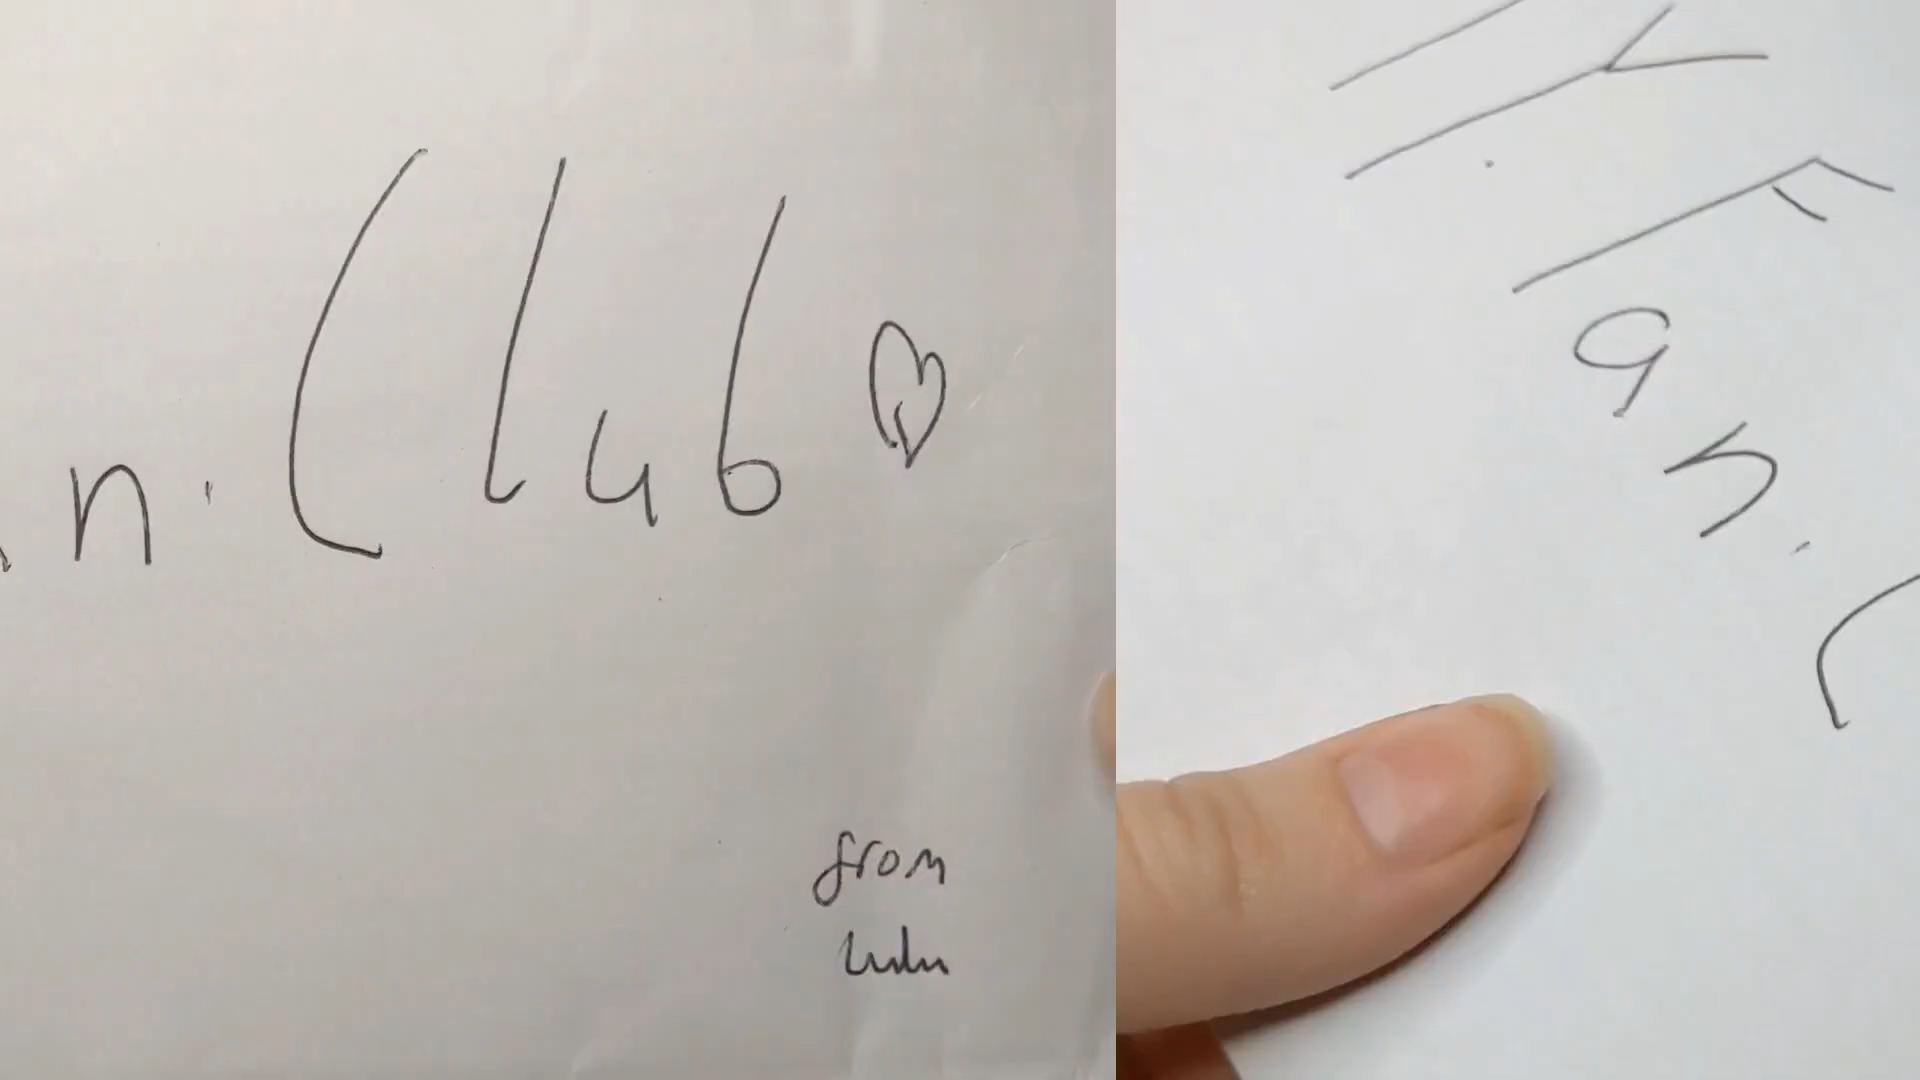 n. Club
from
lulu
Y. Fan. C